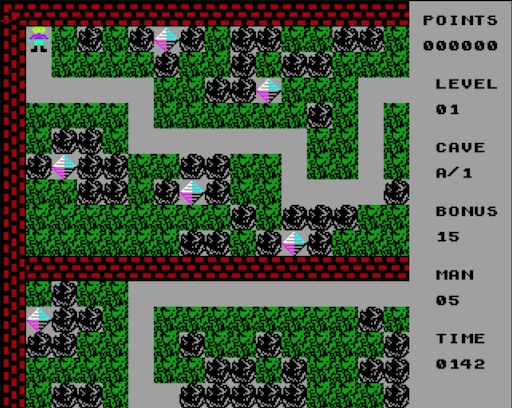 POINTS
000000
LEVEL
01
CAVE
A/1
BONUS
15
MAN
05
TIME
0142